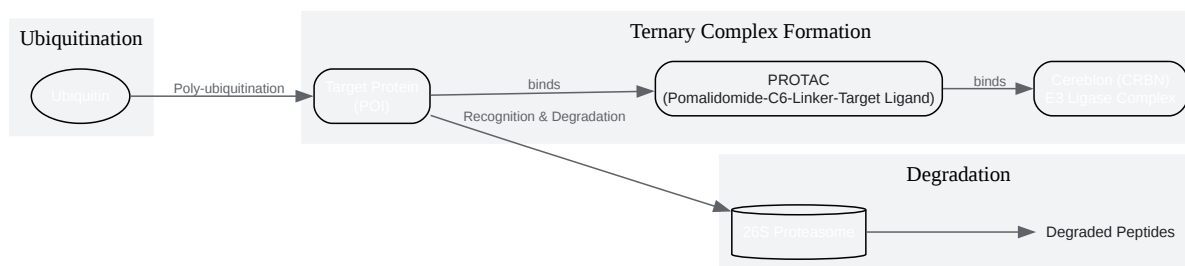 Ubiquitination
Ubiquitin
Poly-ubiquitination
Ternary Complex Formation
Target Protein
(POI)
binds
PROTAC
(Pomalidomide-C6-Linker-Target Ligand)
binds
Cereblon (CRBN)
E3 Ligase Complex
Recognition & Degradation
Degradation
26S Proteasome
Degraded Peptides